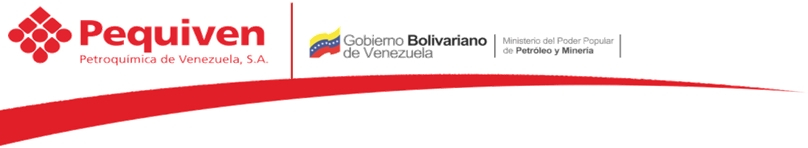 Pequiven
Petroquímica de Venezuela, S.A.
Gobierno Bolivariano
de Venezuela
Ministerio del Poder Popular
de Petróleo y Minería